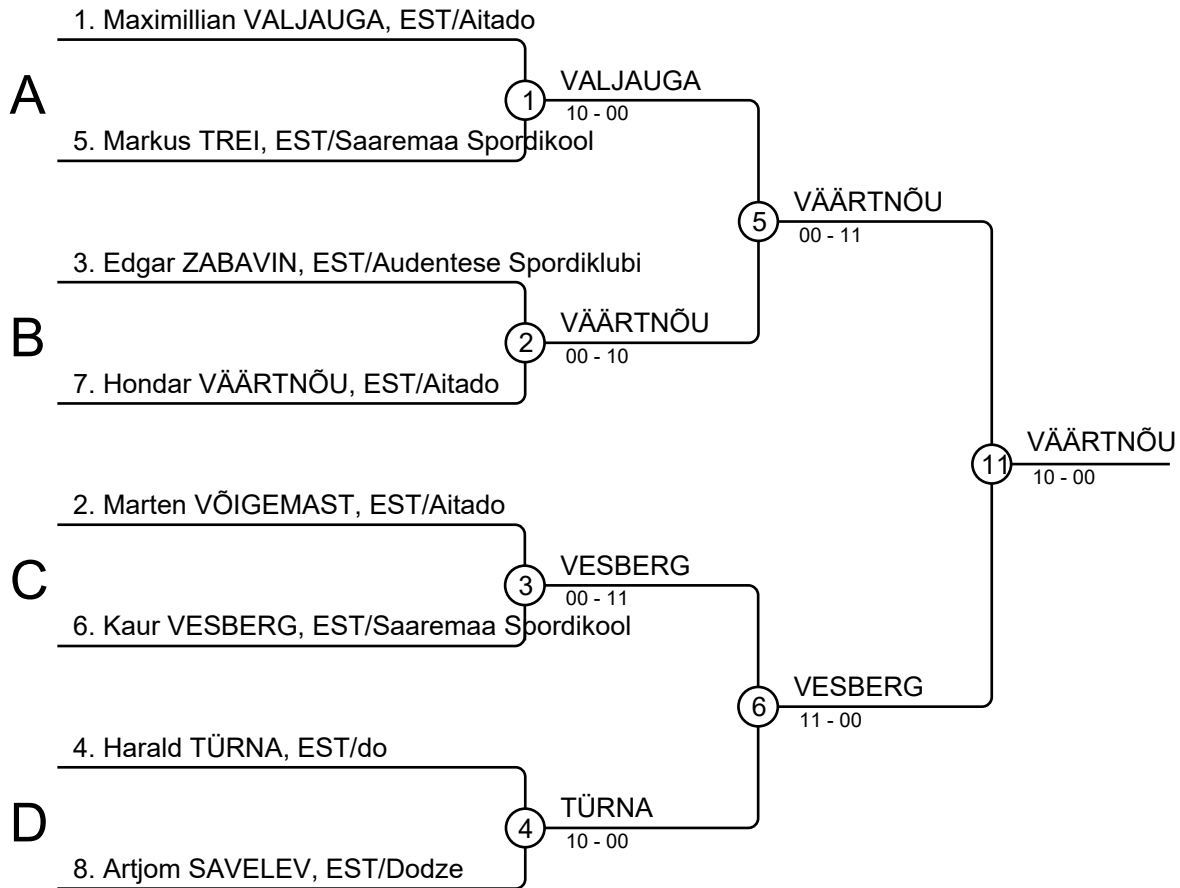 1. Maximillian VALJAUGA, EST/Aitado
A
1
VALJAUGA
10 - 00
5. Markus TREI, EST/Saaremaa Spordikool
5
VÄÄRTNÕU
00 - 11
3. Edgar ZABAVIN, EST/Audentese Spordiklubi
B
2
VÄÄRTNÕU
00 - 10
7. Hondar VÄÄRTNÕU, EST/Aitado
11
VÄÄRTNÕU
10 - 00
2. Marten VÕIGEMAST, EST/Aitado
C
3
VESBERG
00 - 11
6. Kaur VESBERG, EST/Saaremaa Spordikool
6
VESBERG
11 - 00
4. Harald TÜRNA, EST/do
D
4
TÜRNA
10 - 00
8. Artjom SAVELEV, EST/Dodze